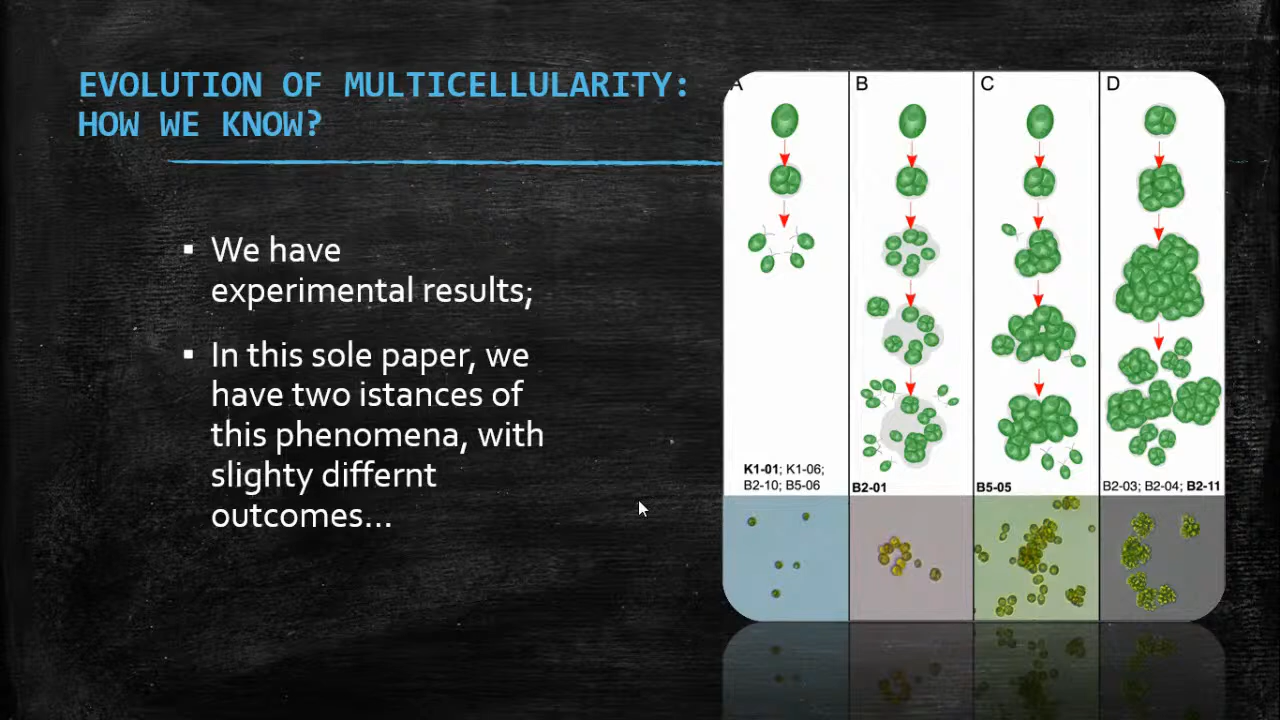 EVOLUTION OF MULTICELLULARITY:
HOW WE KNOW?
▪ We have
experimental results;
▪ In this sole paper, we
have two istances of
this phenomena, with
slighty differnt
outcomes...
A
B
C
D
K1-01; K1-06;
B2-10; B5-06
B2-01
B5-05
B2-03; B2-04; B2-11